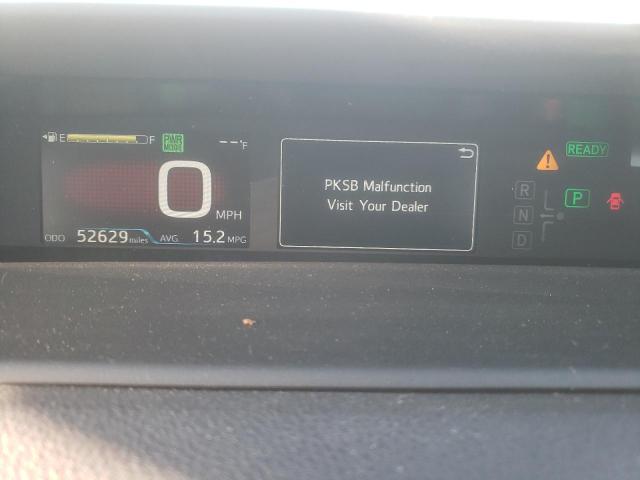 E F
PWR MODE
--°F
0 MPH
ODO 52629 miles AVG. 15.2 MPG
PKSB Malfunction
Visit Your Dealer
READY
R
P
N
D